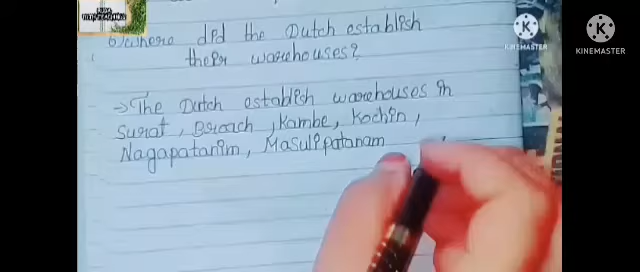 6) where did the Dutch establish
their warehouses?
→ The Dutch establish warehouses in
Surat, Broach, Kambe, Kochin,
Nagapatanim, Masulipatanam
KINEMASTER
KINEMASTER